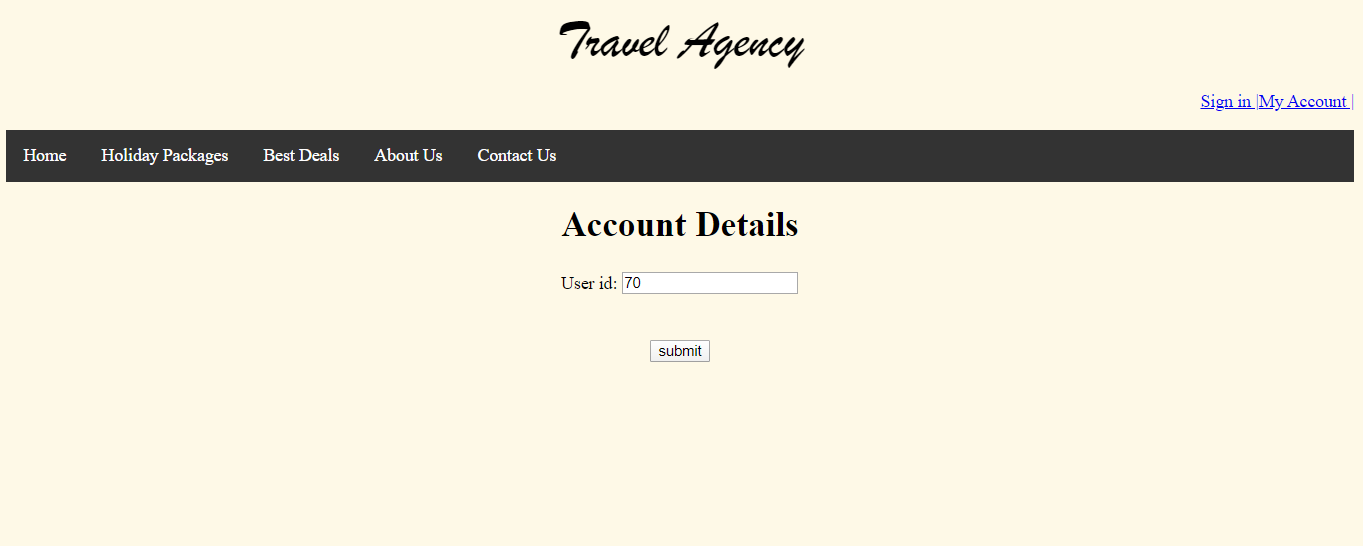 Travel Agency
Sign in |My Account |
Home Holiday Packages Best Deals About Us Contact Us
Account Details
User id: 70
submit